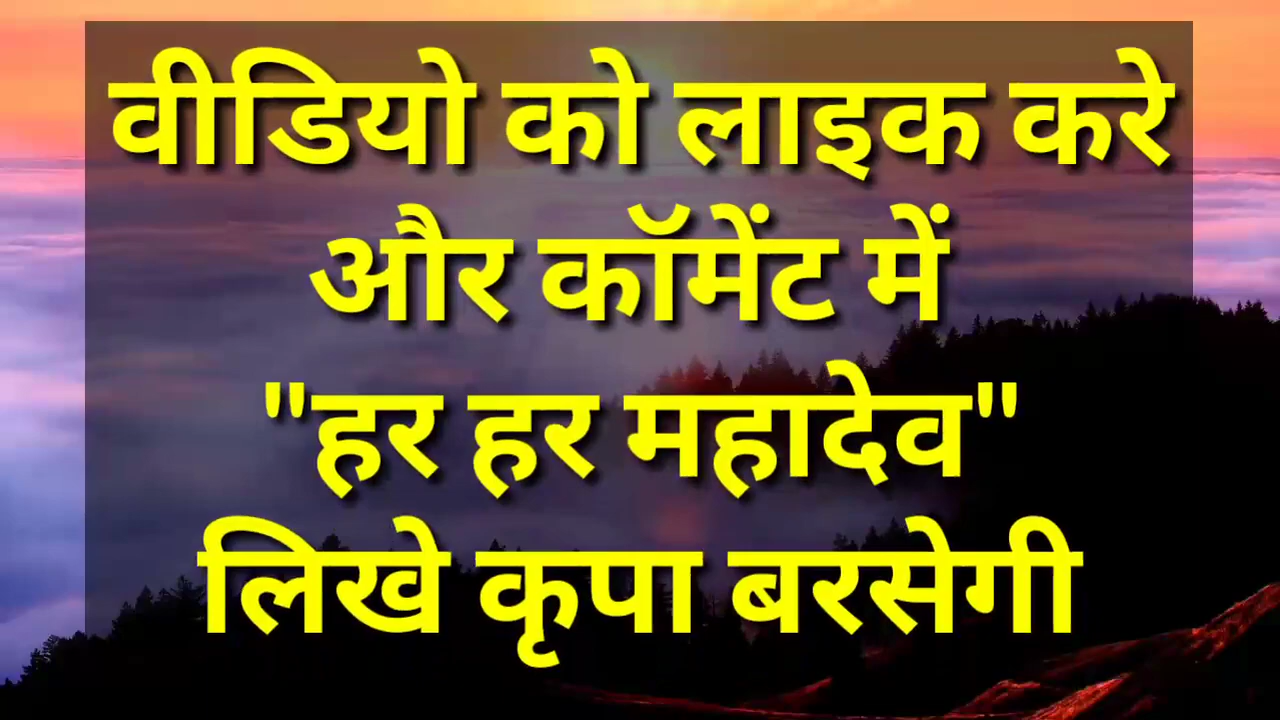 वीडियो को लाइक करे
और कॉमेंट में
"हर हर महादेव"
लिखे कृपा बरसेगी